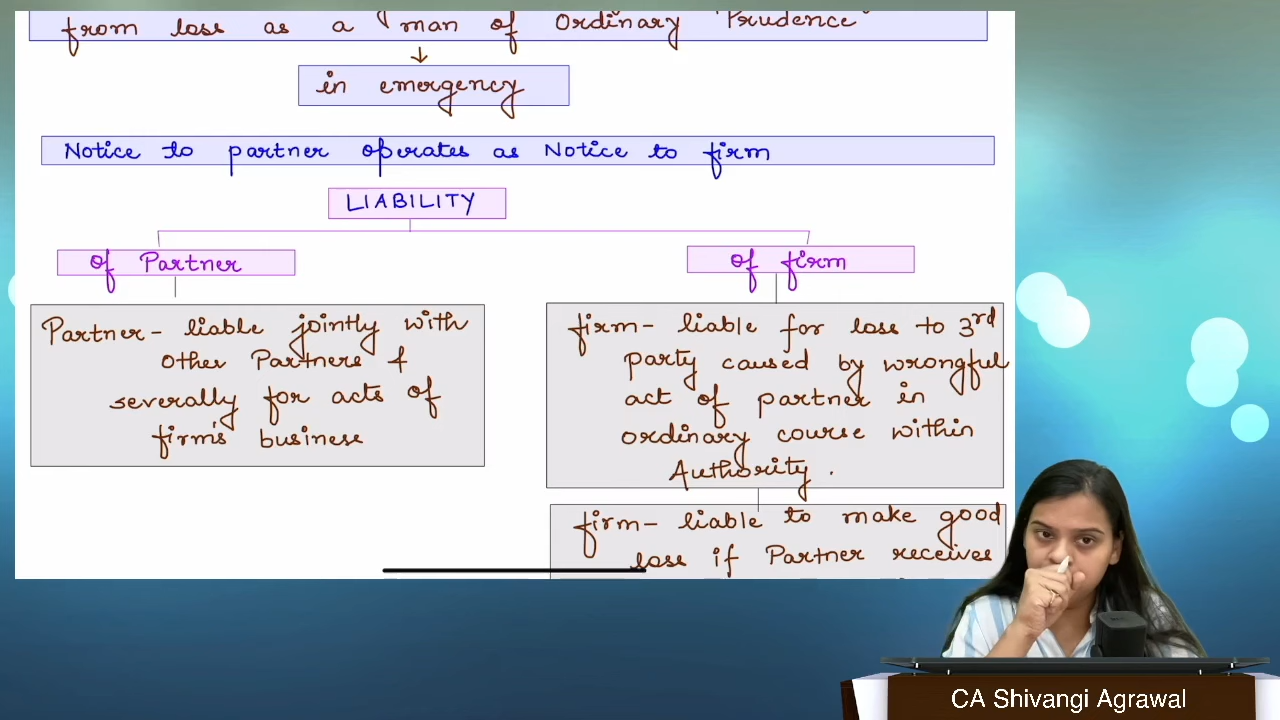 from loss as a man of Ordinary Prudence
in emergency
Notice to partner operates as Notice to firm
LIABILITY
of Partner
of firm
Partner - liable jointly with
other Partners &
severally for acts of
firm's business
firm - liable for loss to 3rd
party caused by wrongful
act of partner in
ordinary course within
Authority.
firm - liable to make good
loss if Partner receives
CA Shivangi Agrawal